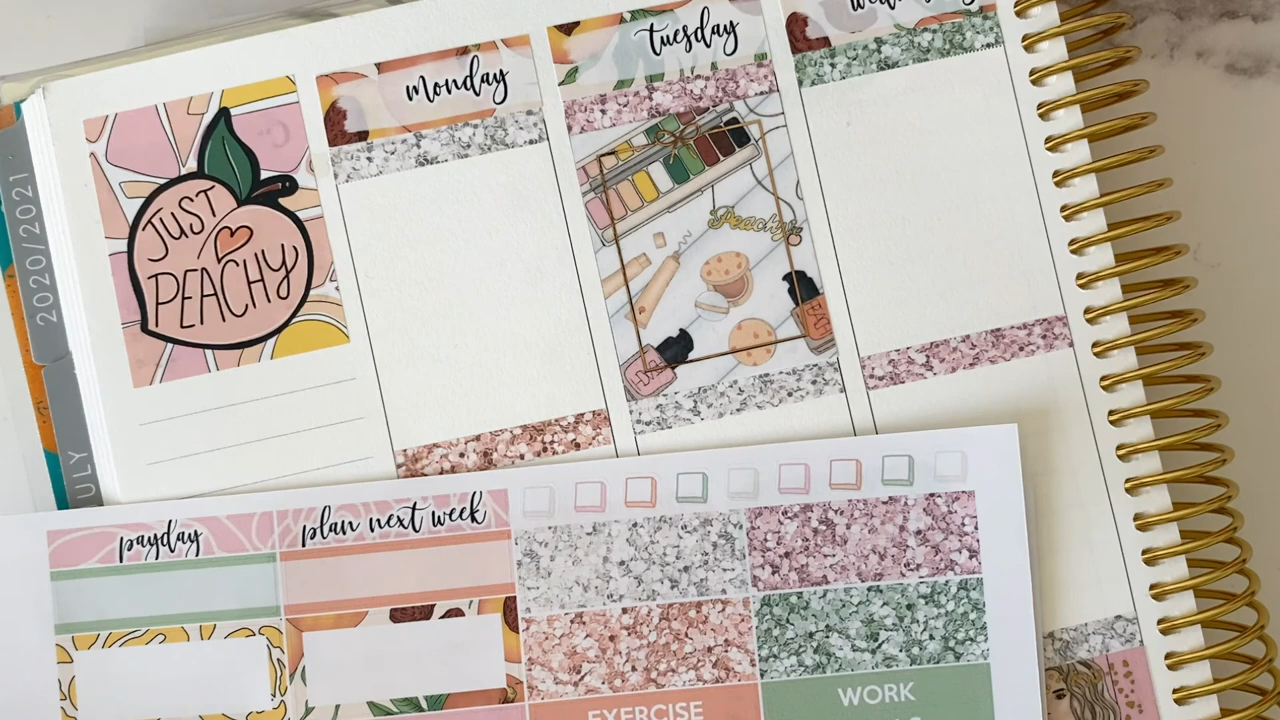 monday
tuesday
2020/2021
JUST
PEACHY
Peachy
JULY
payday
plan next week
EXERCISE
WORK